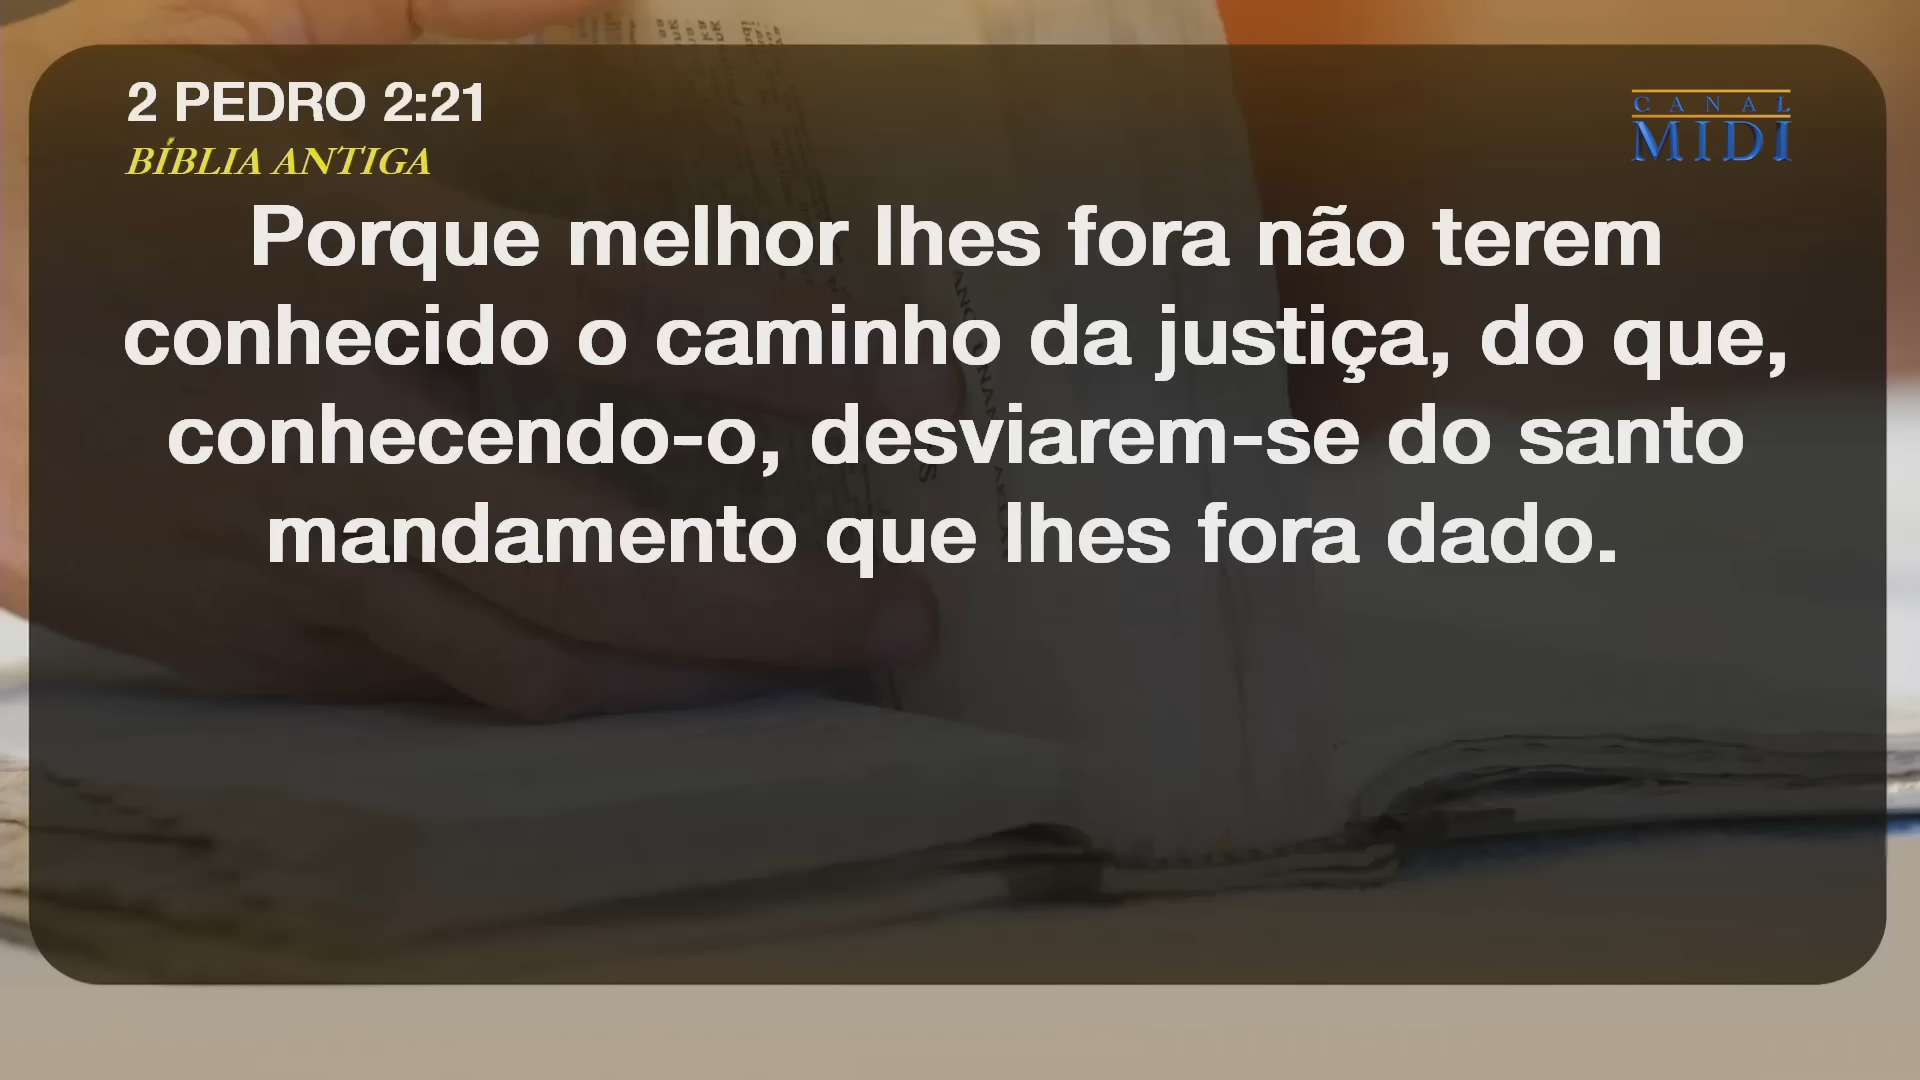 2 PEDRO 2:21
BÍBLIA ANTIGA
CANAL
MIDI
Porque melhor lhes fora não terem
conhecido o caminho da justiça, do que,
conhecendo-o, desviarem-se do santo
mandamento que lhes fora dado.